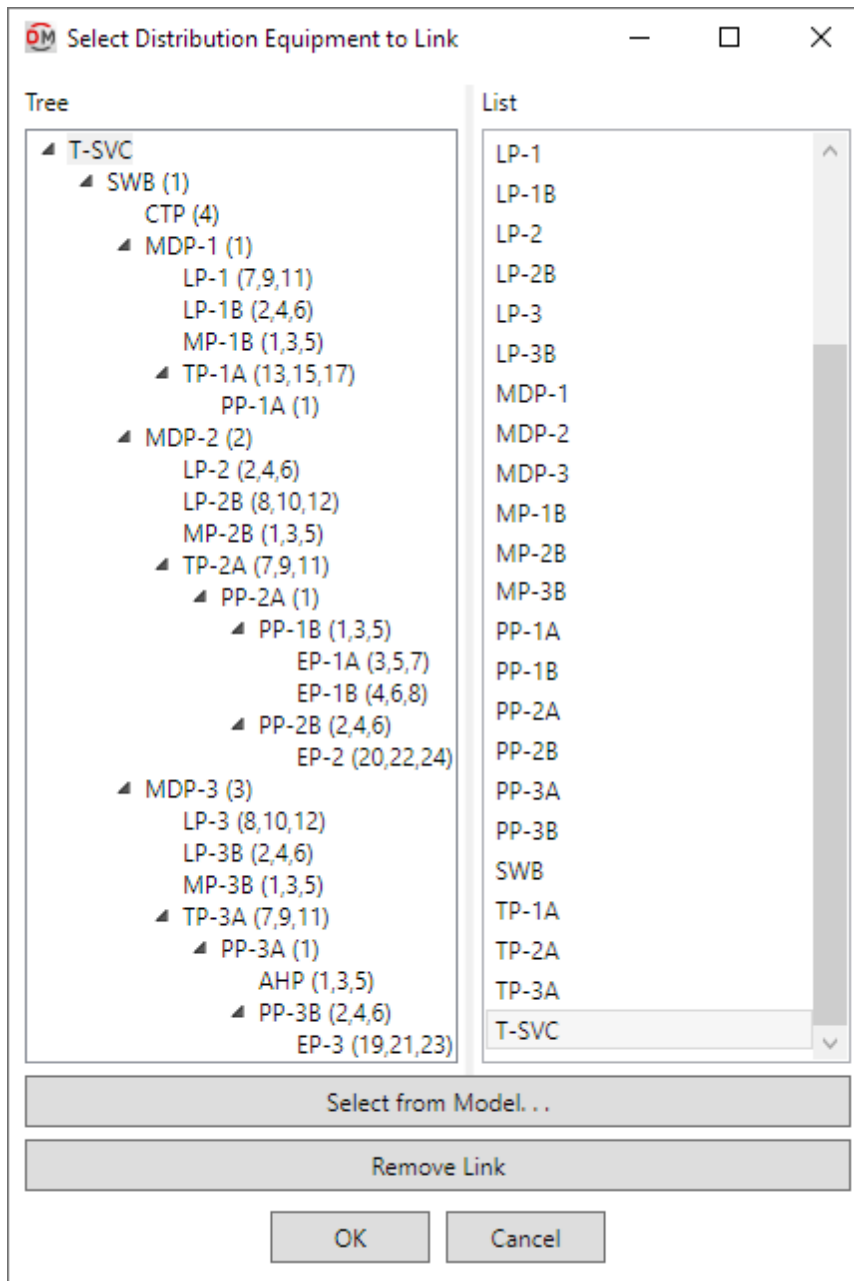 DM Select Distribution Equipment to Link
Tree
T-SVC
SWB (1)
CTP (4)
MDP-1 (1)
LP-1 (7,9,11)
LP-1B (2,4,6)
MP-1B (1,3,5)
TP-1A (13,15,17)
PP-1A (1)
MDP-2 (2)
LP-2 (2,4,6)
LP-2B (8,10,12)
MP-2B (1,3,5)
TP-2A (7,9,11)
PP-2A (1)
PP-1B (1,3,5)
EP-1A (3,5,7)
EP-1B (4,6,8)
PP-2B (2,4,6)
EP-2 (20,22,24)
MDP-3 (3)
LP-3 (8,10,12)
LP-3B (2,4,6)
MP-3B (1,3,5)
TP-3A (7,9,11)
PP-3A (1)
AHP (1,3,5)
PP-3B (2,4,6)
EP-3 (19,21,23)
List
LP-1
LP-1B
LP-2
LP-2B
LP-3
LP-3B
MDP-1
MDP-2
MDP-3
MP-1B
MP-2B
MP-3B
PP-1A
PP-1B
PP-2A
PP-2B
PP-3A
PP-3B
SWB
TP-1A
TP-2A
TP-3A
T-SVC
Select from Model. . .
Remove Link
OK
Cancel